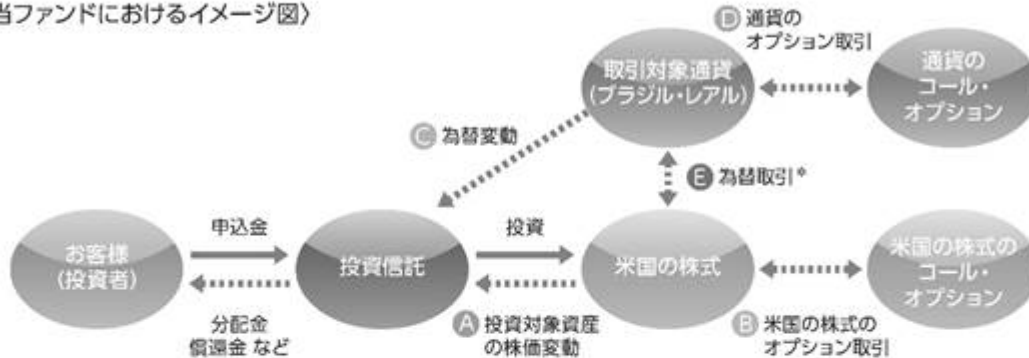 当ファンドにおけるイメージ図〉
D 通貨の
オプション取引
取引対象通貨
(ブラジル・レアル)
通貨の
コール・
オプション
C 為替変動
E 為替取引*
申込金
投資
お客様
(投資者)
投資信託
米国の株式
米国の株式の
コール・
オプション
分配金
償還金 など
A 投資対象資産
の株価変動
B 米国の株式の
オプション取引